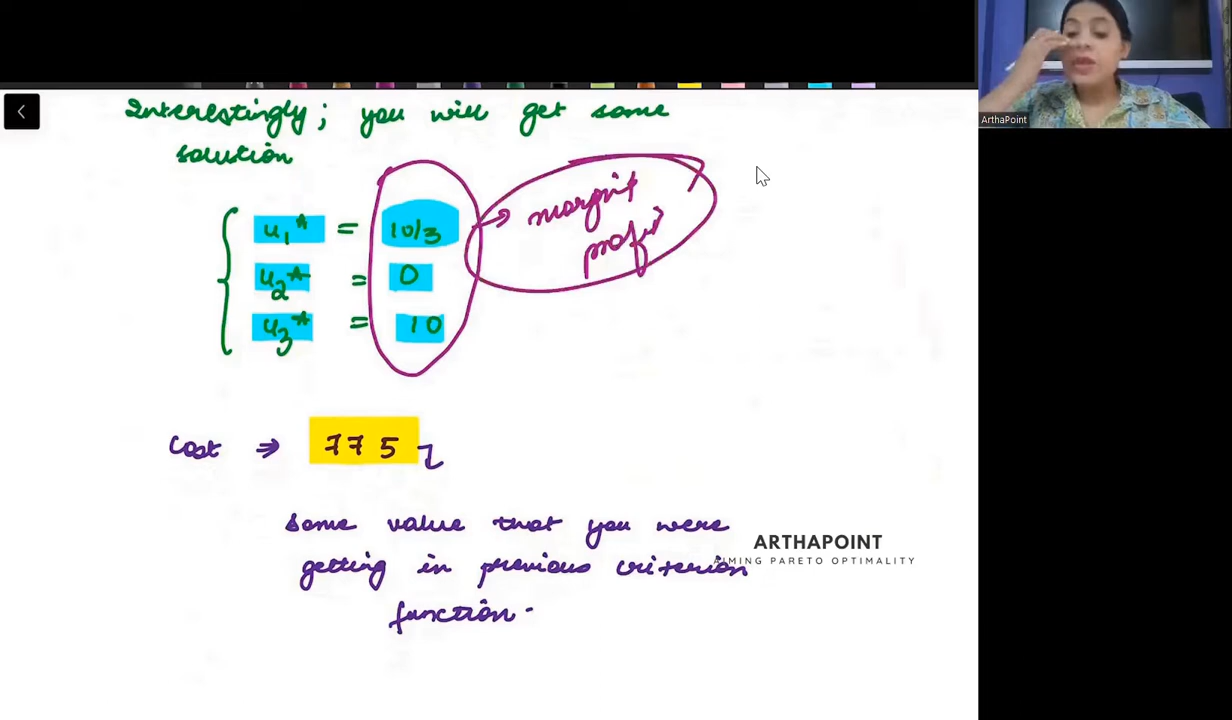 Interestingly; you will get same
solution
u₁* = 10/3
u₂* = 0
u₃* = 10
→ margit
profit
Cost ⇒ 775
same value that you were
getting in previous criterion
function.
ARTHAPOINT
AIMING PARETO OPTIMALITY
ArthaPoint